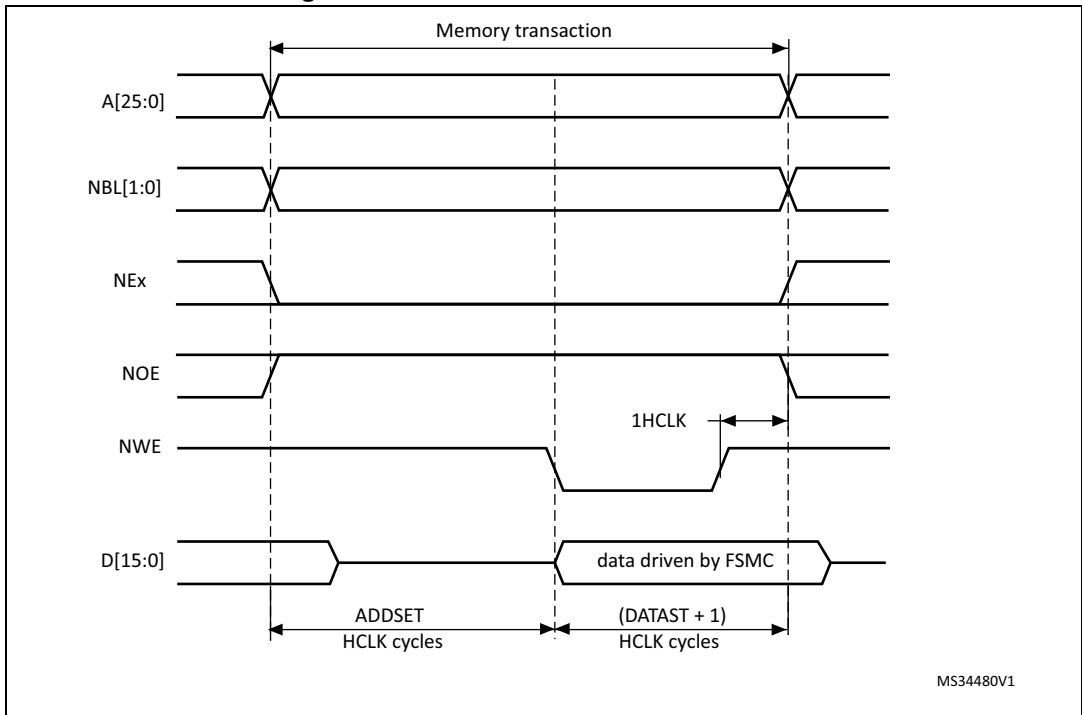 Memory transaction
A[25:0]
NBL[1:0]
NEx
NOE
1HCLK
NWE
D[15:0]
data driven by FSMC
ADDSET
HCLK cycles
(DATAST + 1)
HCLK cycles
MS34480V1